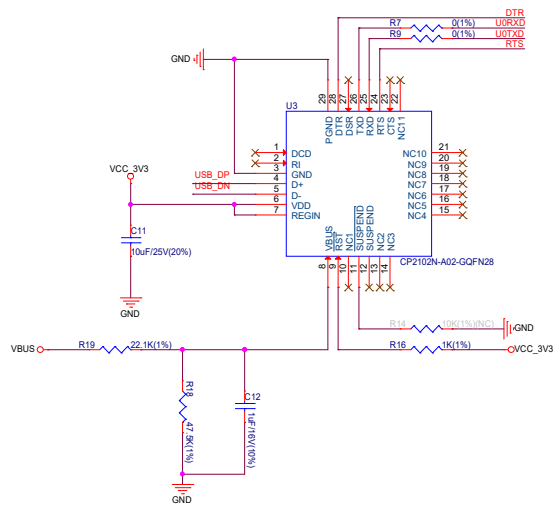 DTR
R7 0(1%) U0RXD
R9 0(1%) U0TXD
RTS
GND
29 28 27 26 25 24 23 22
U3
PGND DTR DSR TXD RXD RTS CTS NC11
1 DCD
2 RI
3 GND
USB_DP 4 D+
USB_DN 5 D-
6 VDD
7 REGIN
NC10 21
NC9 20
NC8 19
NC7 18
NC6 17
NC5 16
NC4 15
VCC_3V3
C11
10uF/25V(20%)
GND
VBUS RST NC1 SUSPEND SUSPEND NC2 NC3
8 9 10 11 12 13 14
CP2102N-A02-GQFN28
R14 10K(1%)(NC) GND
R16 1K(1%) VCC_3V3
VBUS R19 22.1K(1%)
R18
47.5K(1%)
C12
1uF/16V(10%)
GND